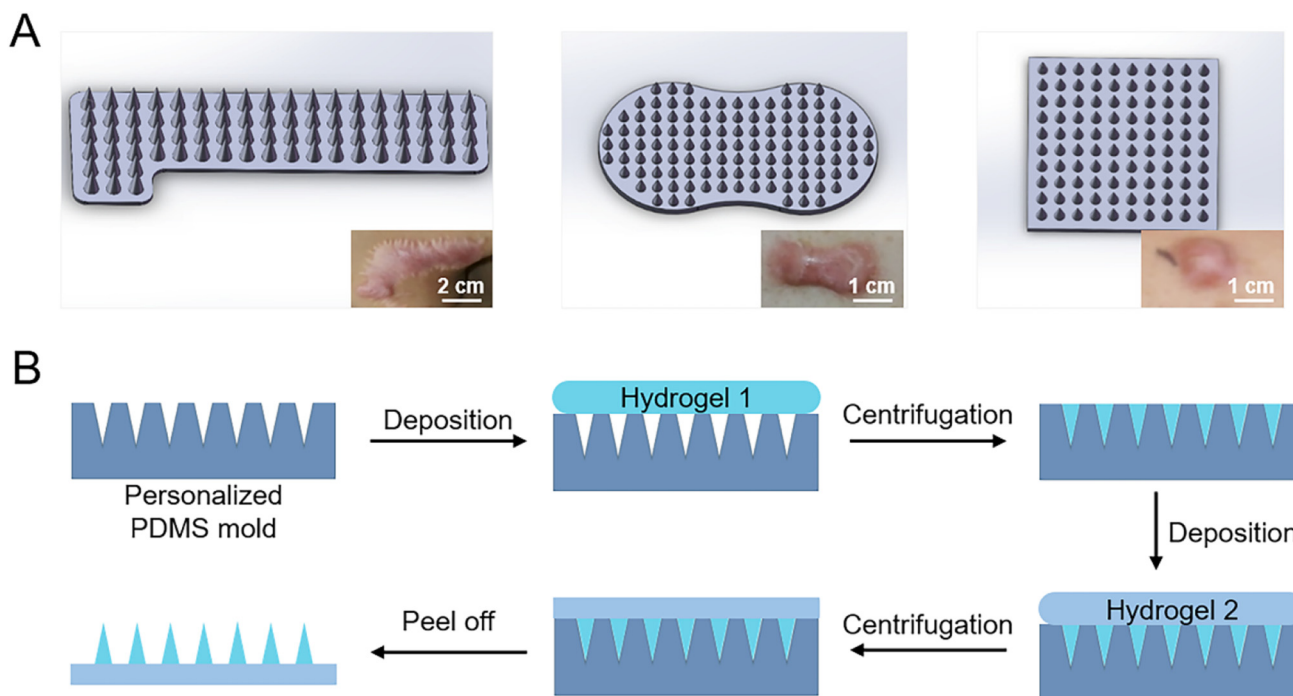 A
2 cm
1 cm
1 cm
B
Hydrogel 1
Deposition
Centrifugation
Personalized
PDMS mold
Deposition
Hydrogel 2
Peel off
Centrifugation